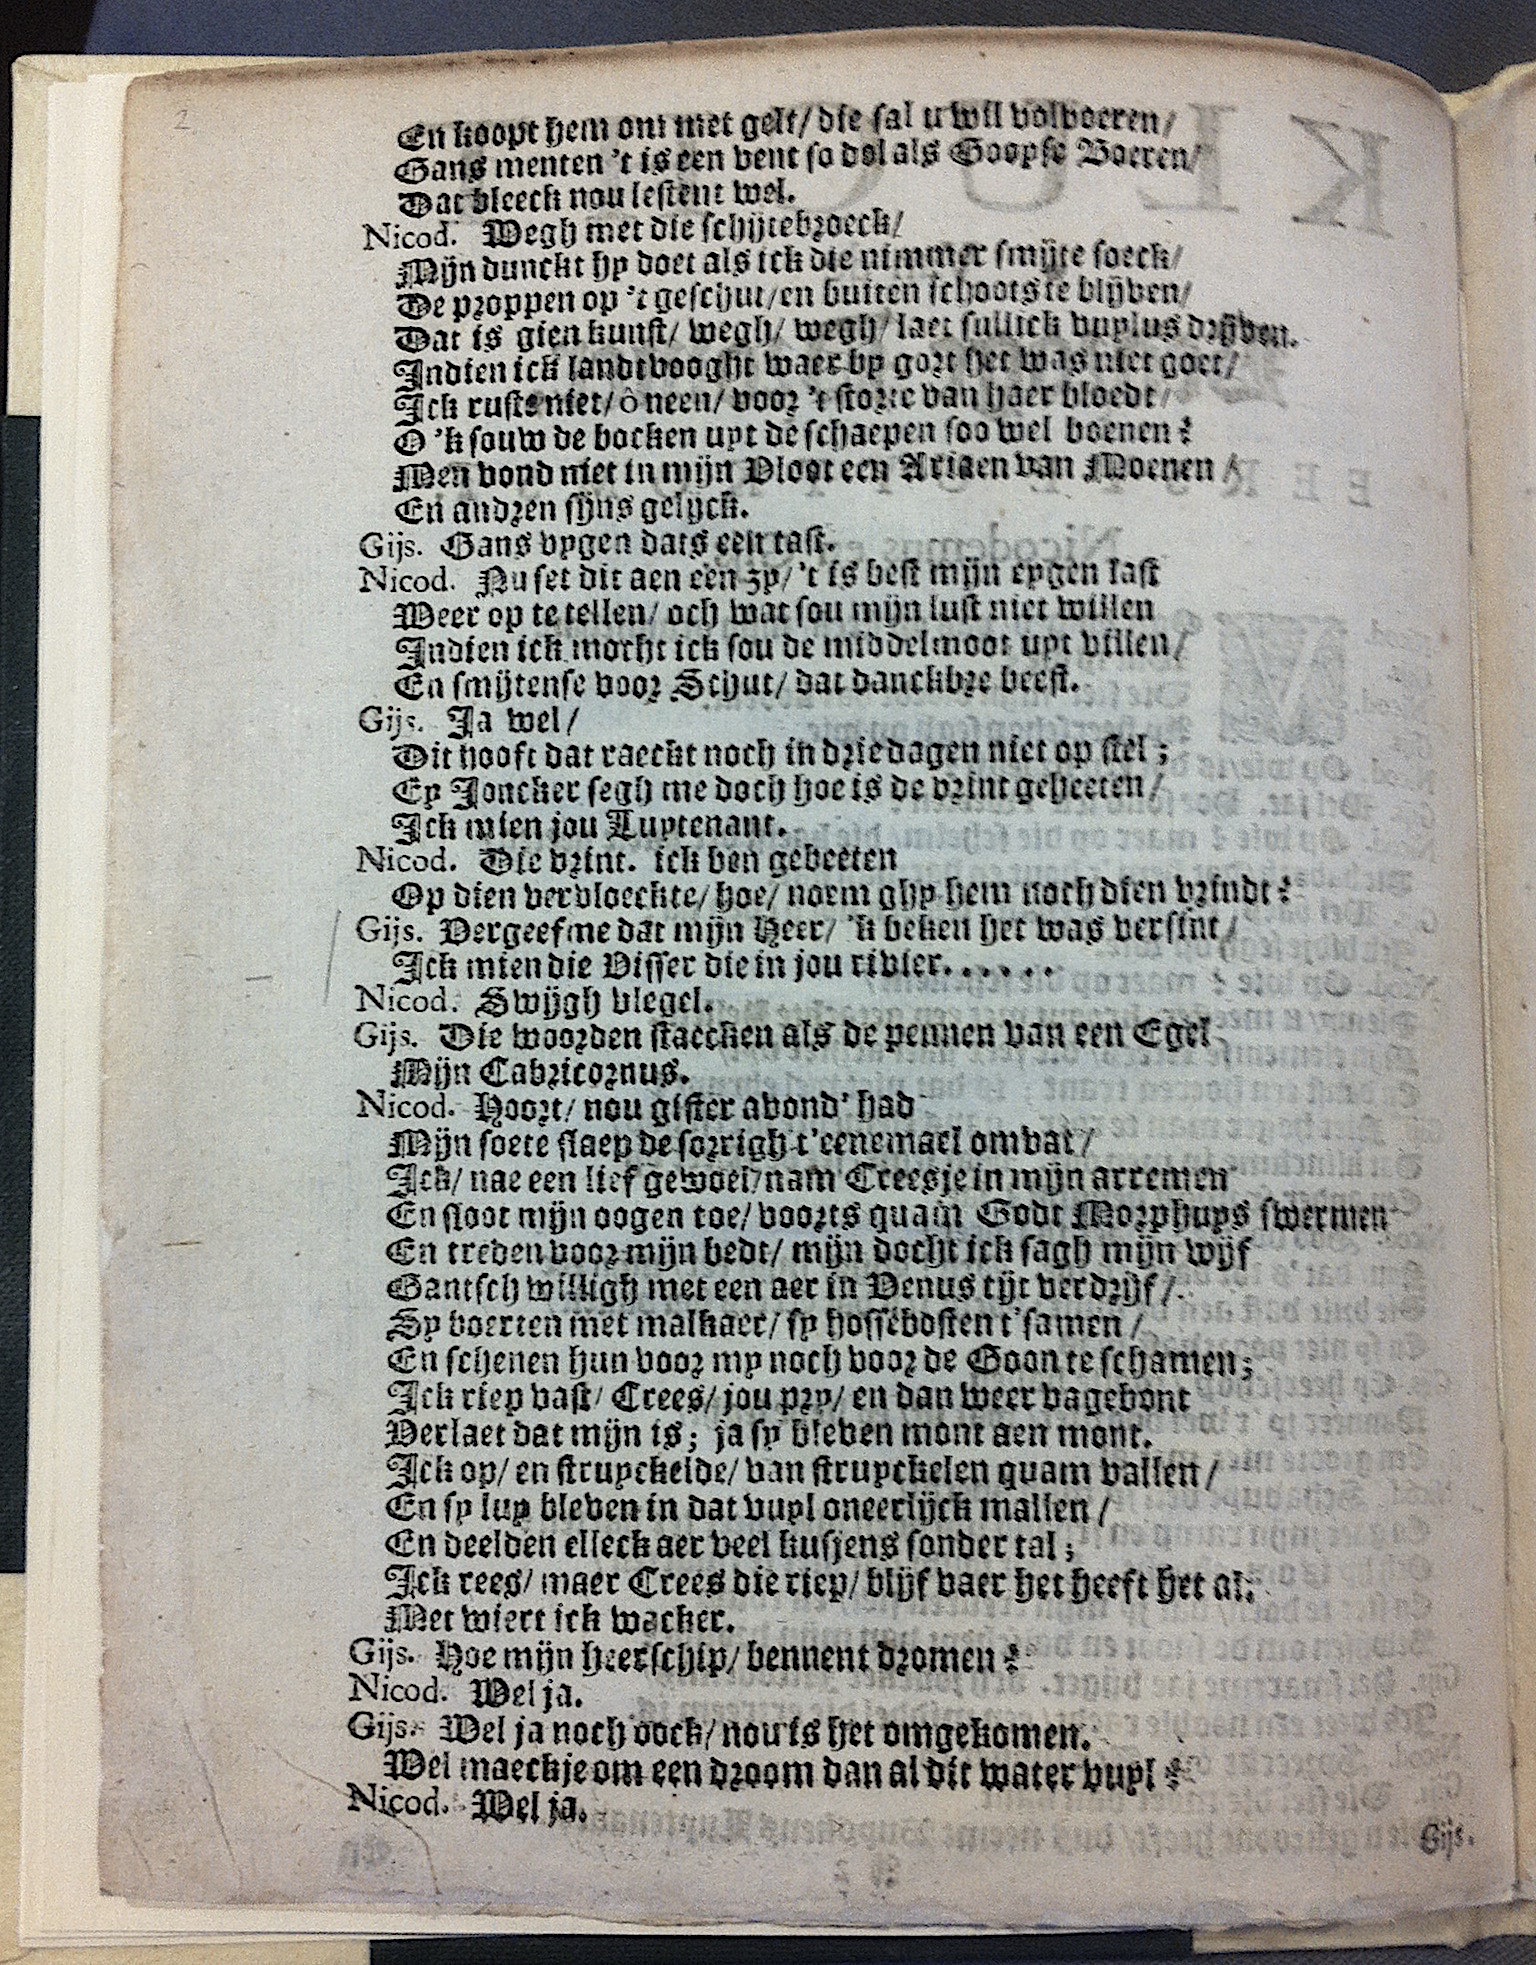 2
En koopt hem om met gelt/ die sal u wil volvoeren/
Gans menten 't is een vent so dol als Goopse Boeren/
Dat bleeck nou lestent wel.
Nicod. Wegh met die schijtebroeck/
Mijn dunckt hy doet als ick die nimmer smijte soeck/
De proppen op 't geschut/ en buiten schoots te blijven/
Dat is gien kunst/ wegh/ wegh/ laet sullick vuylus drijven.
Indien ick landtvooght waer by gort het was niet goet/
Ick ruste niet/ ô neen/ voor 't storte van haer bloedt/
O 'k souw de bocken uyt de schaepen soo wel boenen?
Men vond niet in mijn Vloot een Ariaen van Moenen/
En andren sijns gelijck.
Gijs. Gans vygen dats een tast.
Nicod. Nu set dit aen een zy/ 't is best mijn eygen last
Weer op te tellen/ och wat sou mijn lust niet willen
Indien ick mocht ick sou de middelmoot uyt villen/
En smijtense voor Schut/ dat danckbre beest.
Gijs. Ja wel/
Dit hooft dat raeckt noch in drie dagen niet op stel;
Ey Joncker segh me doch hoe is de vrint geheeten/
Ick mien jou Luytenant.
Nicod. Die vrint. ick ben gebeeten
Op dien vervloeckte/ hoe/ noem ghy hem noch dien vrindt?
Gijs. Vergeef me dat mijn Heer/ 'k beken het was versint/
Ick mien die Visser die in jou rivier......
Nicod. Swijgh vlegel.
Gijs. Die woorden staecken als de pennen van een Egel
Mijn Cabricornus.
Nicod. Hoort/ nou gister avond' had
Mijn soete slaep de sorrigh t'eenemael omvat/
Ick/ nae een lief gewoel/ nam Creesje in mijn arremen
En sloot mijn oogen toe/ voorts quam Godt Morphuys swermen
En treden voor mijn bedt/ mijn docht ick sagh mijn wijf
Gantsch willigh met een aer in Venus tijt verdrijf/
Sy boerten met malkaer/ sy hossebosten t'samen/
En schenen hun voor my noch voor de Goon te schamen;
Ick riep vast/ Crees/ jou pry/ en dan weer vagebont
Verlaet dat mijn is; ja sy bleven mont aen mont.
Ick op/ en struyckelde/ van struyckelen quam vallen/
En sy luy bleven in dat vuyl oneerlijck mallen/
En deelden elleck aer veel kusjens sonder tal;
Ick rees/ maer Crees die riep/ blijf vaer het heeft het al.
Met wiert ick wacker.
Gijs. Hoe mijn heerschip/ bennent dromen?
Nicod. Wel ja.
Gijs. Wel ja noch oock/ nou is het omgekomen.
Wel maeckje om een droom dan al dit water vuyl?
Nicod. Wel ja.
Gijs.